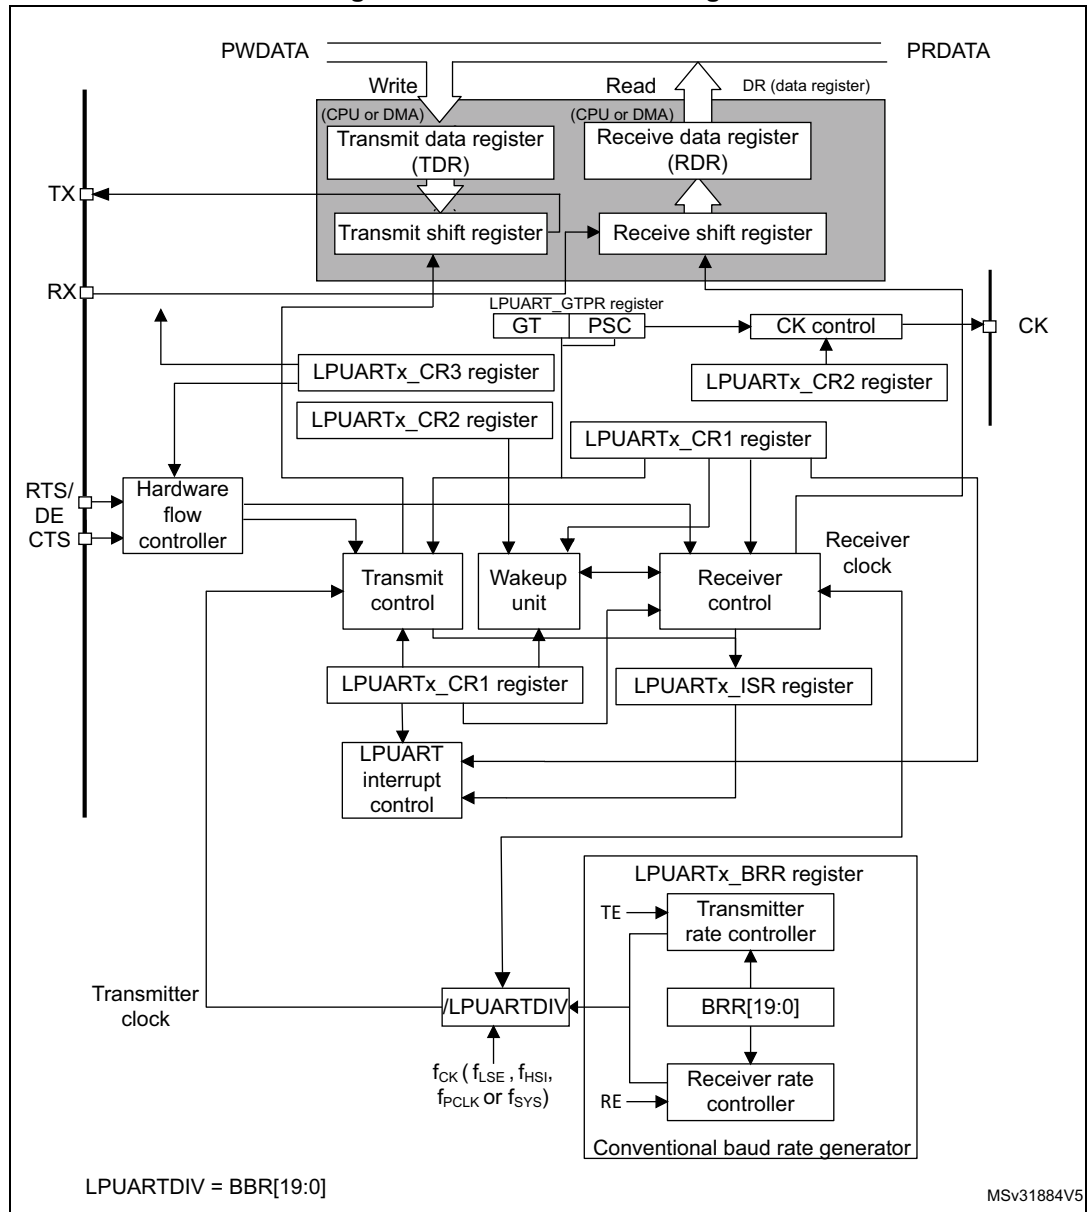 PWDATA
PRDATA
Write
Read
DR (data register)
(CPU or DMA)
(CPU or DMA)
Transmit data register
(TDR)
Receive data register
(RDR)
TX
Transmit shift register
Receive shift register
RX
LPUART_GTPR register
GT
PSC
CK control
CK
LPUARTx_CR3 register
LPUARTx_CR2 register
LPUARTx_CR2 register
LPUARTx_CR1 register
RTS/
DE
CTS
Hardware
flow
controller
Receiver
clock
Transmit
control
Wakeup
unit
Receiver
control
LPUARTx_CR1 register
LPUARTx_ISR register
LPUART
interrupt
control
LPUARTx_BRR register
TE
Transmitter
rate controller
Transmitter
clock
/LPUARTDIV
BRR[19:0]
fCK ( fLSE , fHSI,
fPCLK or fSYS)
RE
Receiver rate
controller
Conventional baud rate generator
LPUARTDIV = BBR[19:0]
MSv31884V5